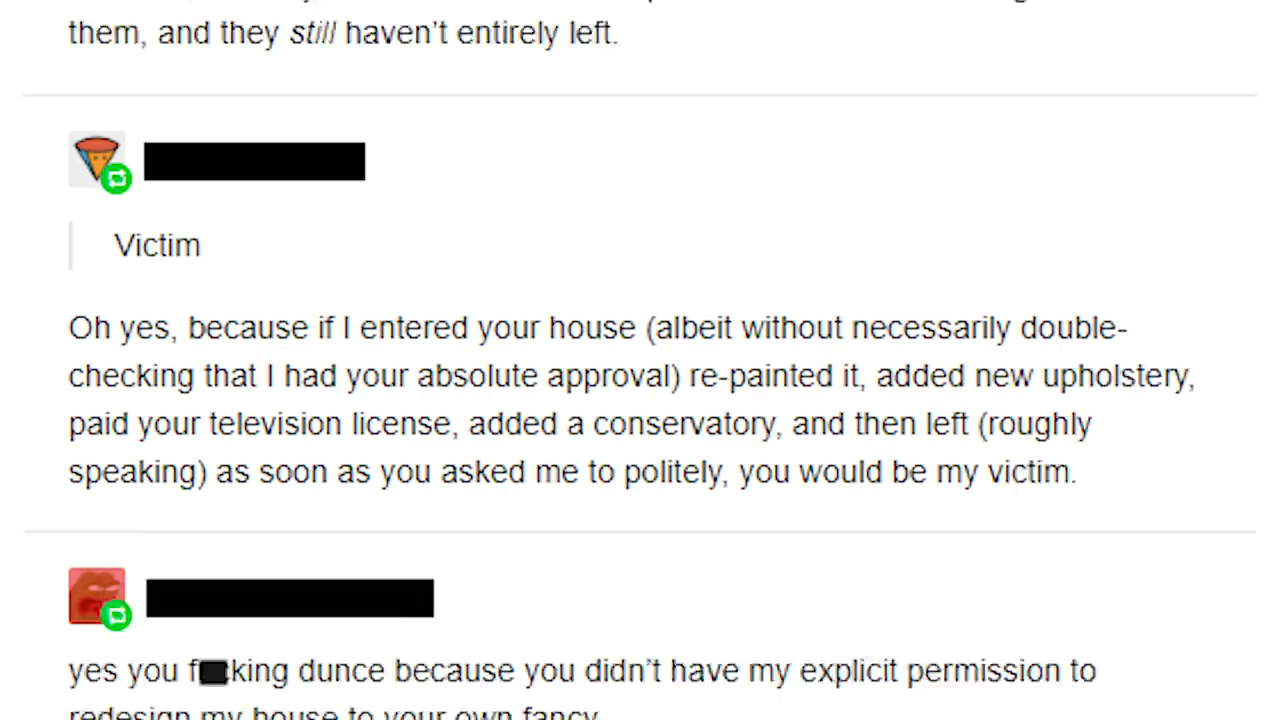 them, and they still haven't entirely left.
Victim
Oh yes, because if I entered your house (albeit without necessarily double-
checking that I had your absolute approval) re-painted it, added new upholstery,
paid your television license, added a conservatory, and then left (roughly
speaking) as soon as you asked me to politely, you would be my victim.
yes you f█king dunce because you didn't have my explicit permission to
redesign my house to your own fancy